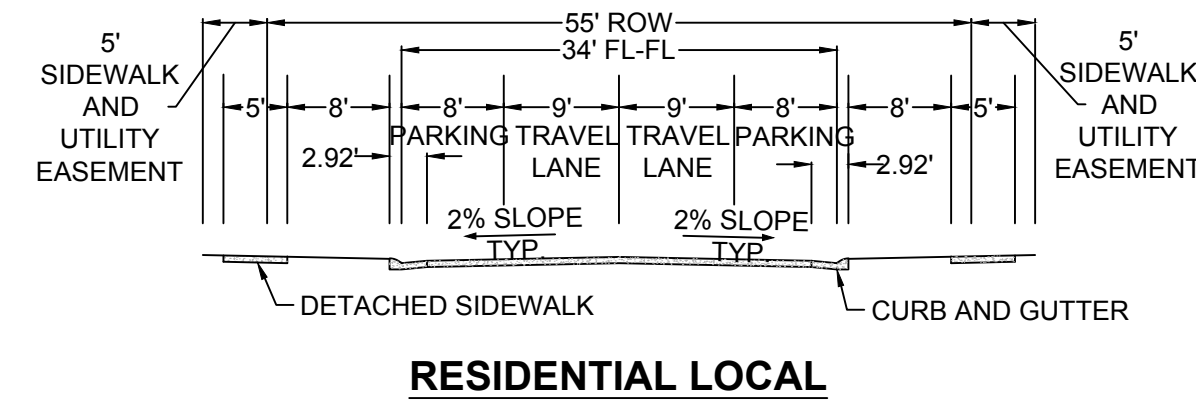 55' ROW
34' FL-FL
5'
SIDEWALK
AND
UTILITY
EASEMENT
5'
SIDEWALK
AND
UTILITY
EASEMENT
5' 8' 8' 9' 9' 8' 8' 5'
PARKING TRAVEL TRAVEL PARKING
LANE LANE
2.92' 2.92'
2% SLOPE 2% SLOPE
TYP. TYP.
DETACHED SIDEWALK
CURB AND GUTTER
RESIDENTIAL LOCAL